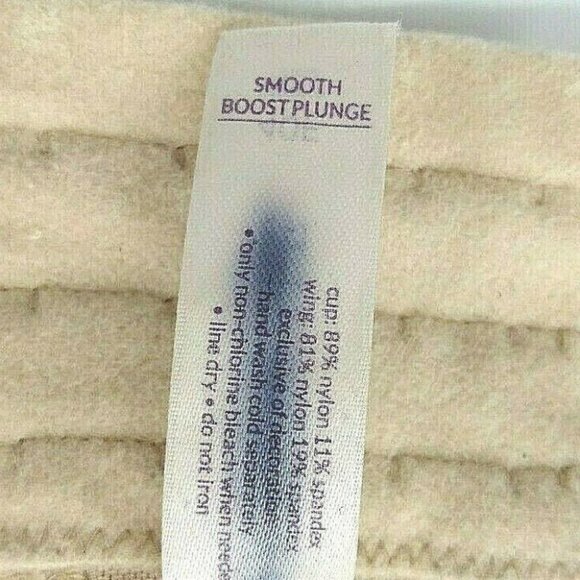 SMOOTH
BOOST PLUNGE
cup: 89% nylon 11% spandex
wing: 81% nylon 19% spandex
exclusive of decoration
•hand wash cold separately
•only non-chlorine bleach when neede
•line dry •do not iron